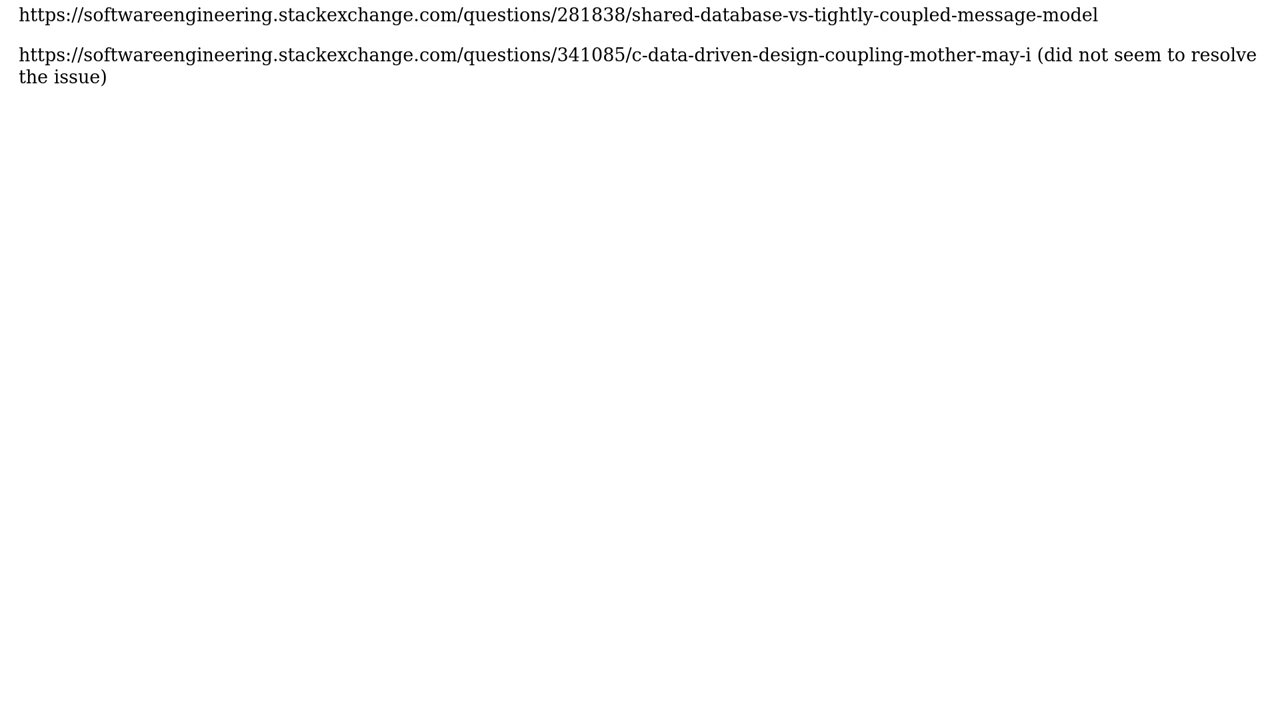 https://softwareengineering.stackexchange.com/questions/281838/shared-database-vs-tightly-coupled-message-model
https://softwareengineering.stackexchange.com/questions/341085/c-data-driven-design-coupling-mother-may-i (did not seem to resolve
the issue)